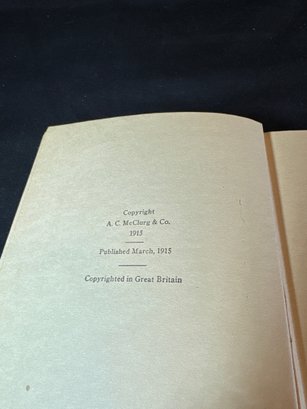 Copyright
A. C. McClurg & Co.
1915
Published March, 1915
Copyrighted in Great Britain